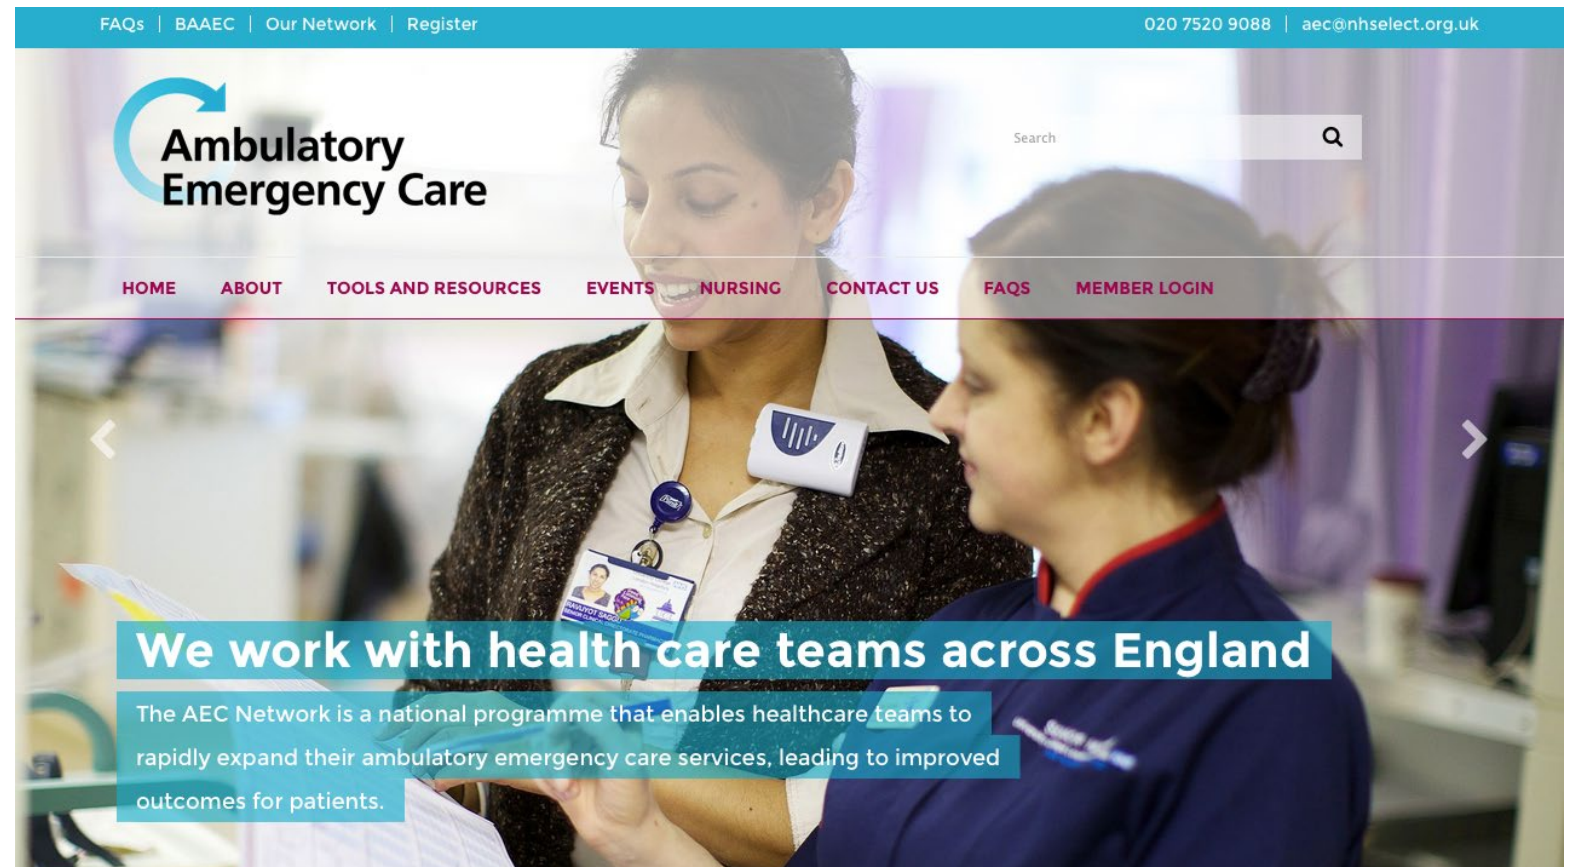 FAQs | BAAEC | Our Network | Register
020 7520 9088 | aec@nhselect.org.uk
Ambulatory
Emergency Care
Search
HOME ABOUT TOOLS AND RESOURCES EVENTS NURSING CONTACT US FAQS MEMBER LOGIN
We work with health care teams across England
The AEC Network is a national programme that enables healthcare teams to
rapidly expand their ambulatory emergency care services, leading to improved
outcomes for patients.